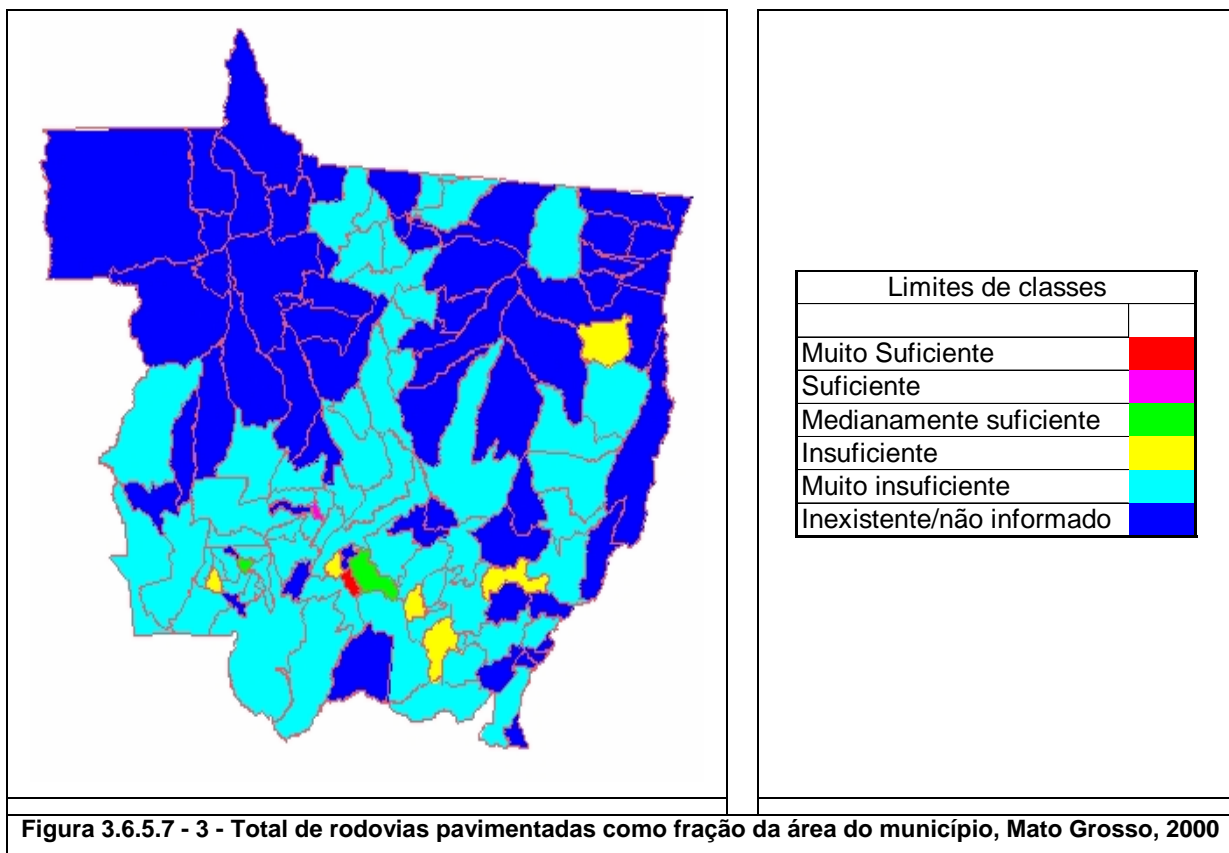 Limites de classes
Muito Suficiente
Suficiente
Medianamente suficiente
Insuficiente
Muito insuficiente
Inexistente/não informado
Figura 3.6.5.7 - 3 - Total de rodovias pavimentadas como fração da área do município, Mato Grosso, 2000